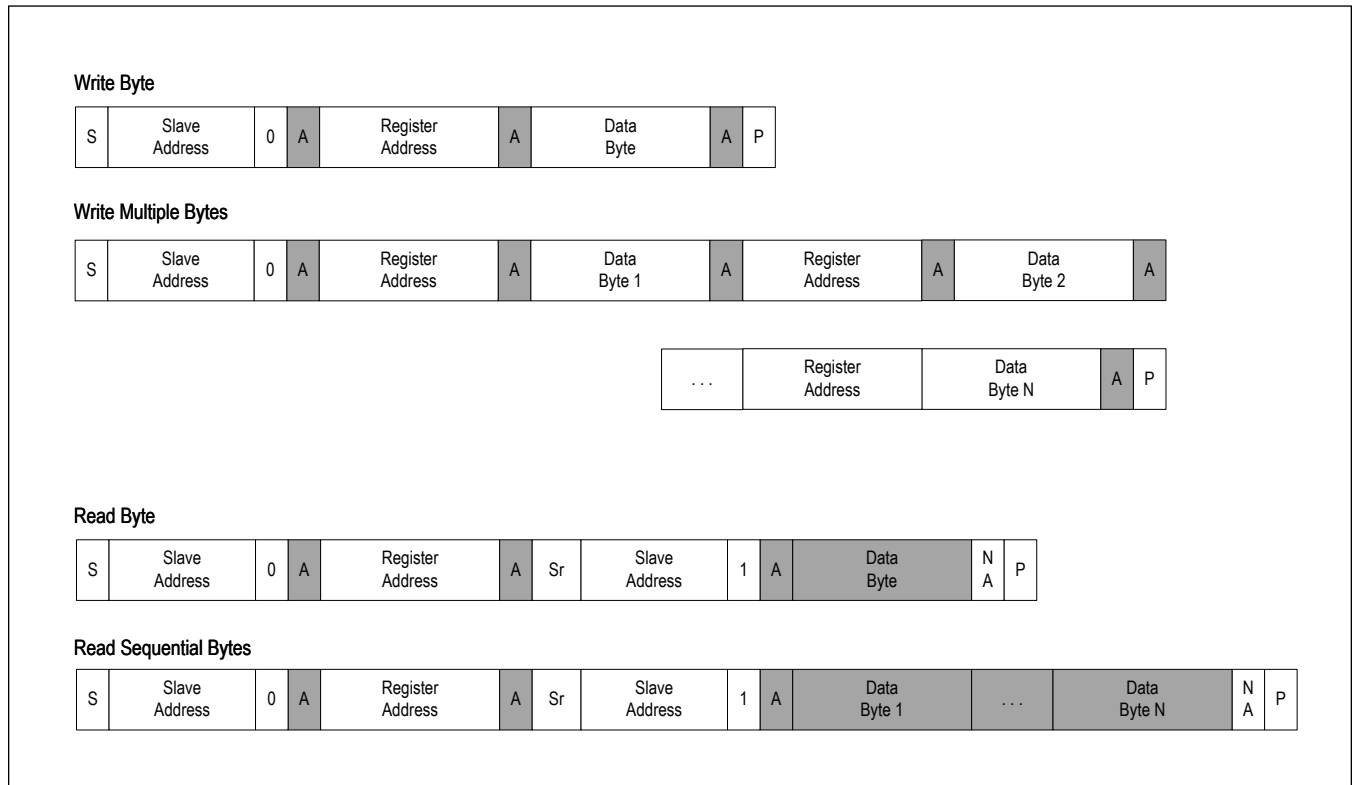 Write Byte
S Slave Address 0 A Register Address A Data Byte A P
Write Multiple Bytes
S Slave Address 0 A Register Address A Data Byte 1 A Register Address A Data Byte 2 A
. . . Register Address Data Byte N A P
Read Byte
S Slave Address 0 A Register Address A Sr Slave Address 1 A Data Byte N A P
Read Sequential Bytes
S Slave Address 0 A Register Address A Sr Slave Address 1 A Data Byte 1 . . . Data Byte N N A P